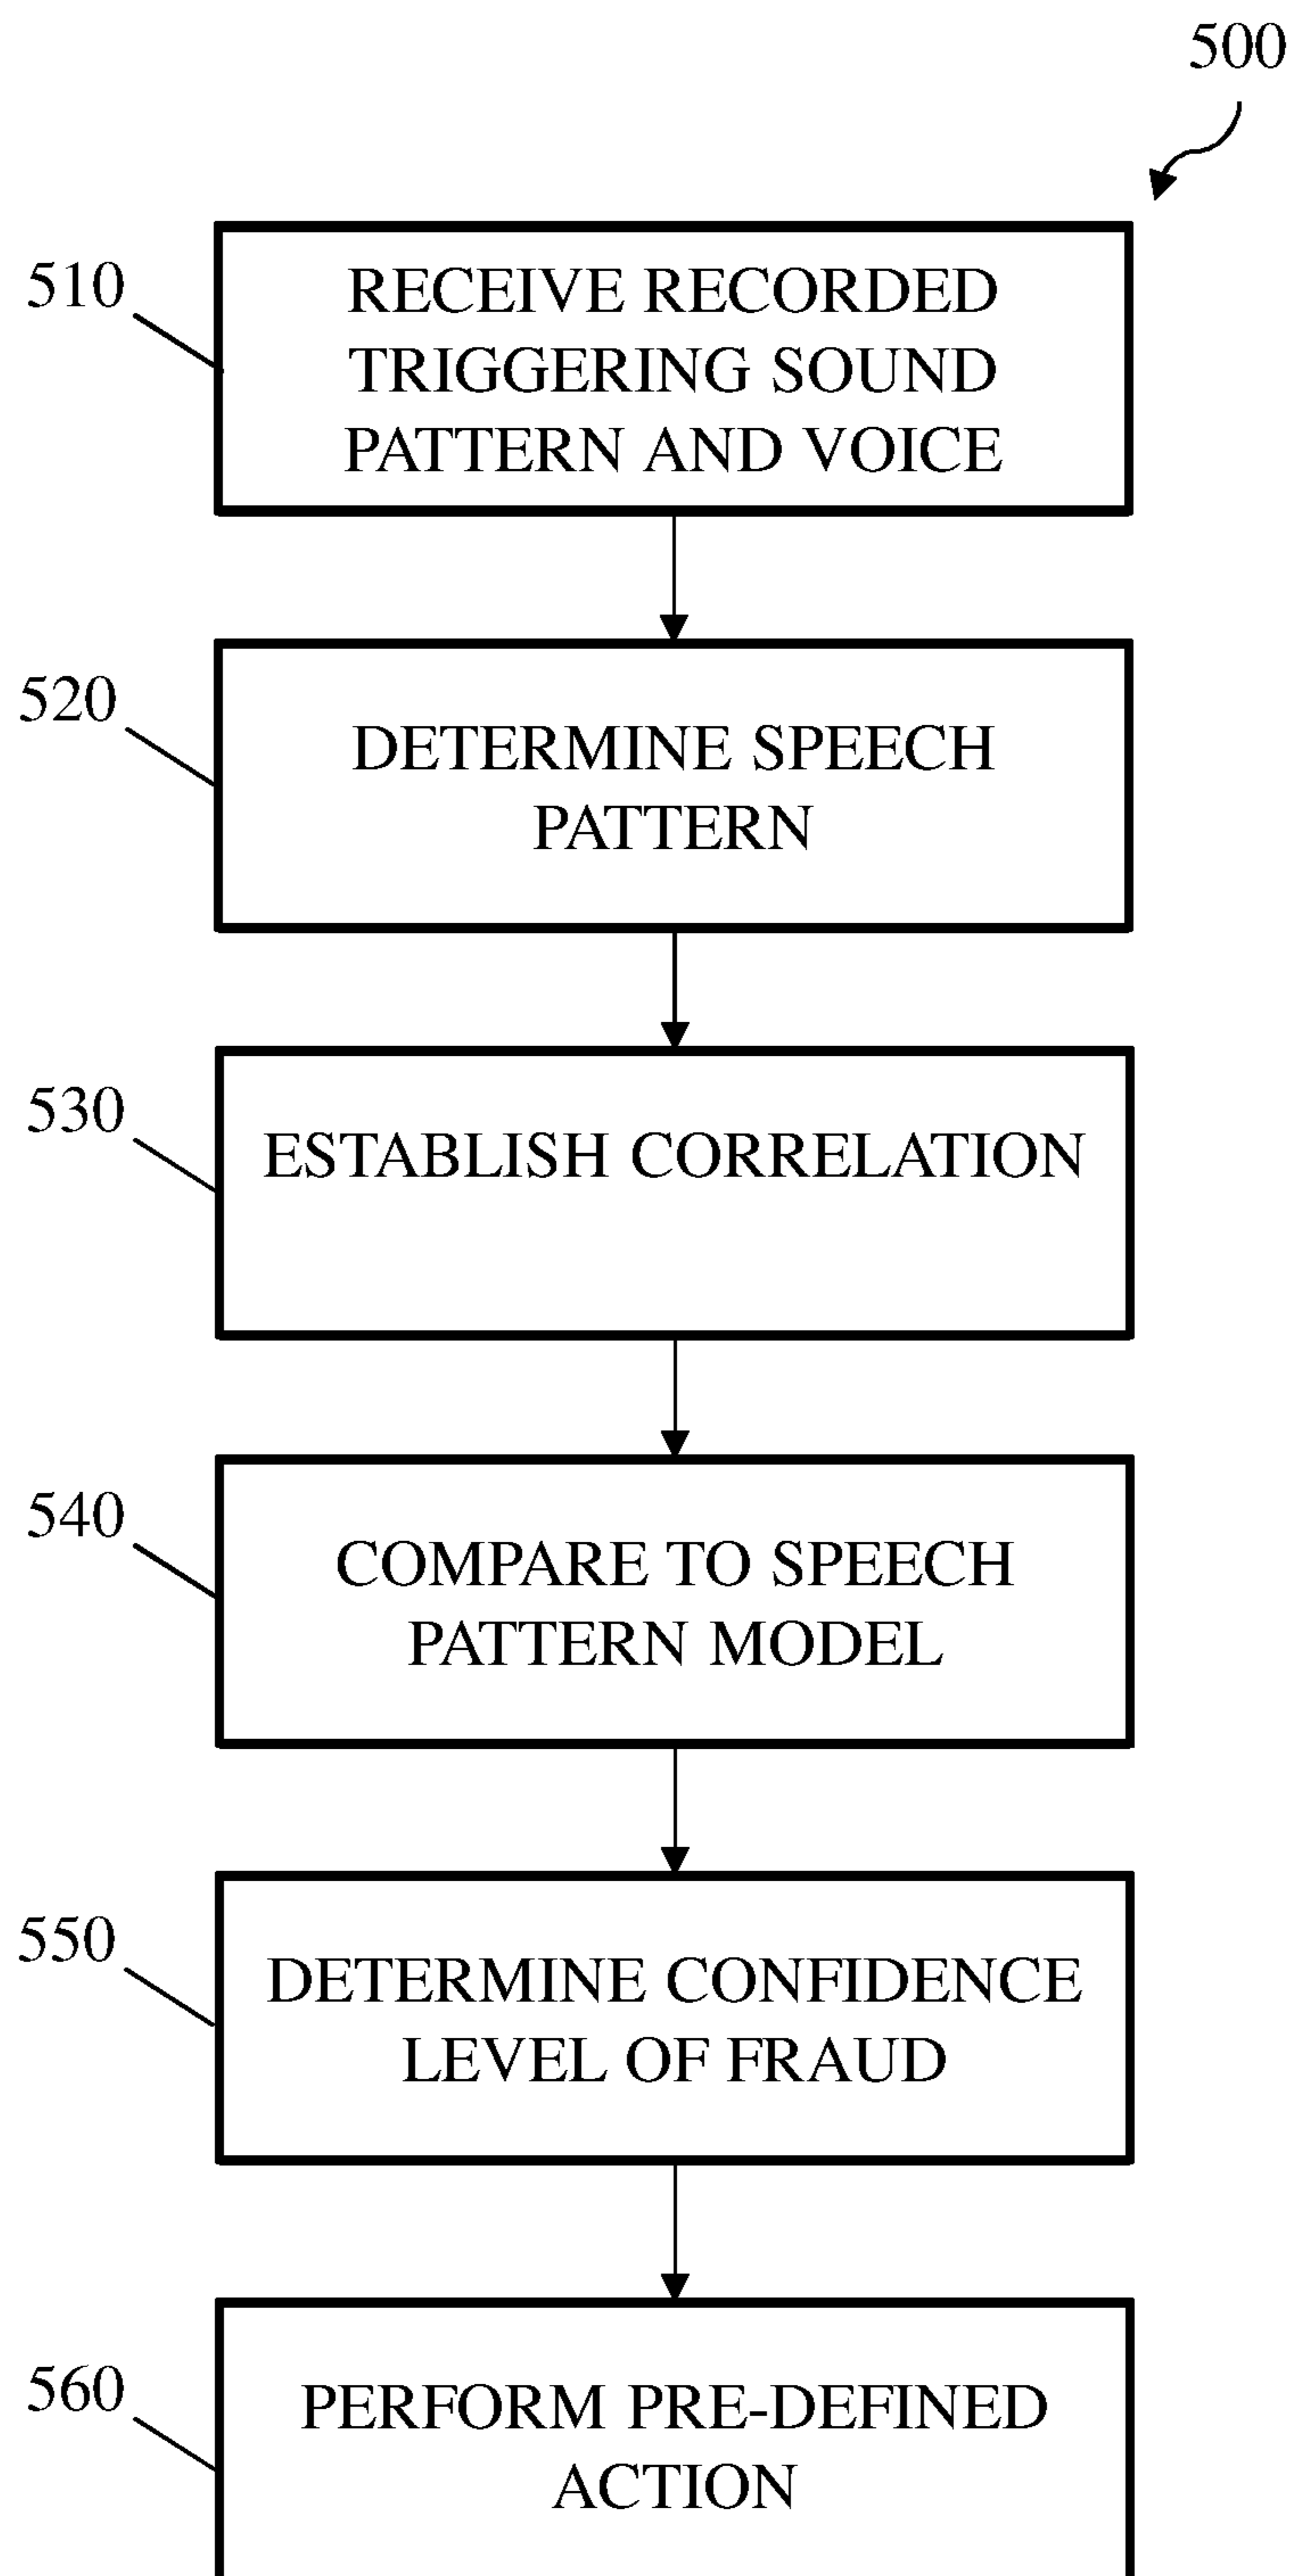 500
510
RECEIVE RECORDED
TRIGGERING SOUND
PATTERN AND VOICE
520
DETERMINE SPEECH
PATTERN
530
ESTABLISH CORRELATION
540
COMPARE TO SPEECH
PATTERN MODEL
550
DETERMINE CONFIDENCE
LEVEL OF FRAUD
560
PERFORM PRE-DEFINED
ACTION